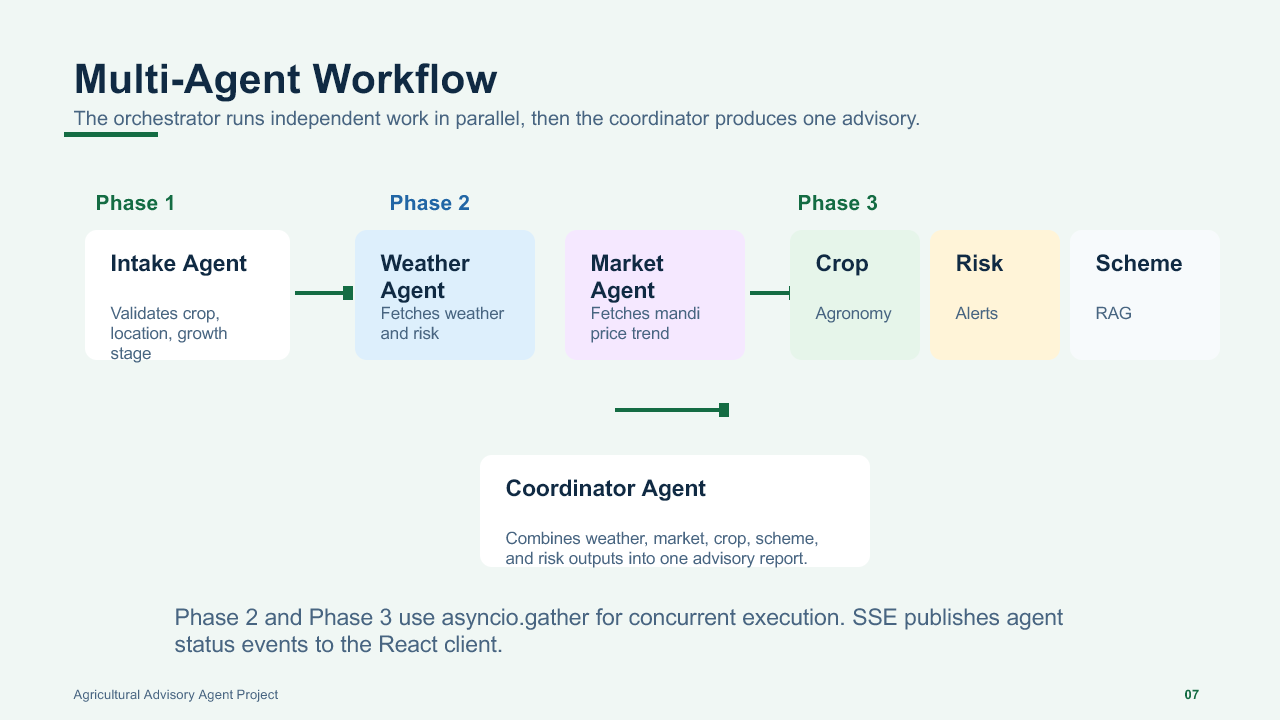 Multi-Agent Workflow
The orchestrator runs independent work in parallel, then the coordinator produces one advisory.
Phase 1
Phase 2
Phase 3
Intake Agent
Validates crop,
location, growth
stage
Weather
Agent
Fetches weather
and risk
Market
Agent
Fetches mandi
price trend
Crop
Agronomy
Risk
Alerts
Scheme
RAG
Coordinator Agent
Combines weather, market, crop, scheme,
and risk outputs into one advisory report.
Phase 2 and Phase 3 use asyncio.gather for concurrent execution. SSE publishes agent
status events to the React client.
Agricultural Advisory Agent Project
07